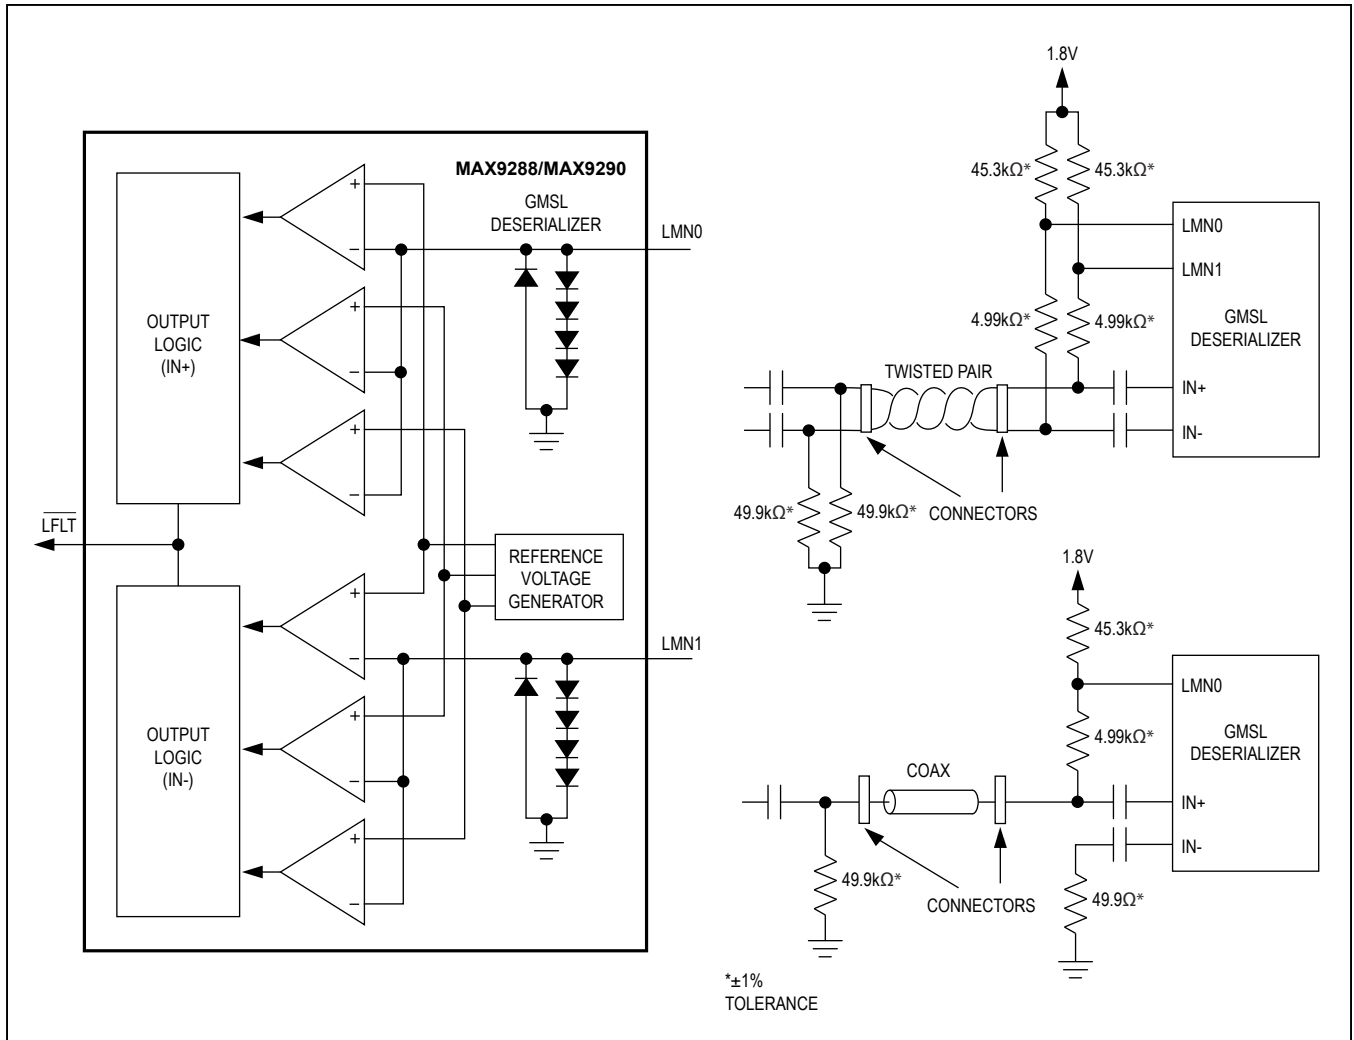 MAX9288/MAX9290
GMSL
DESERIALIZER
LMN0
+
−
+
−
+
−
OUTPUT
LOGIC
(IN+)
LFLT
REFERENCE
VOLTAGE
GENERATOR
LMN1
+
−
+
−
+
−
OUTPUT
LOGIC
(IN-)
1.8V
45.3kΩ*
45.3kΩ*
LMN0
LMN1
4.99kΩ*
4.99kΩ*
GMSL
DESERIALIZER
TWISTED PAIR
IN+
IN-
49.9kΩ*
49.9kΩ*
CONNECTORS
1.8V
45.3kΩ*
LMN0
4.99kΩ*
GMSL
DESERIALIZER
COAX
IN+
IN-
49.9kΩ*
CONNECTORS
49.9Ω*
*±1%
TOLERANCE